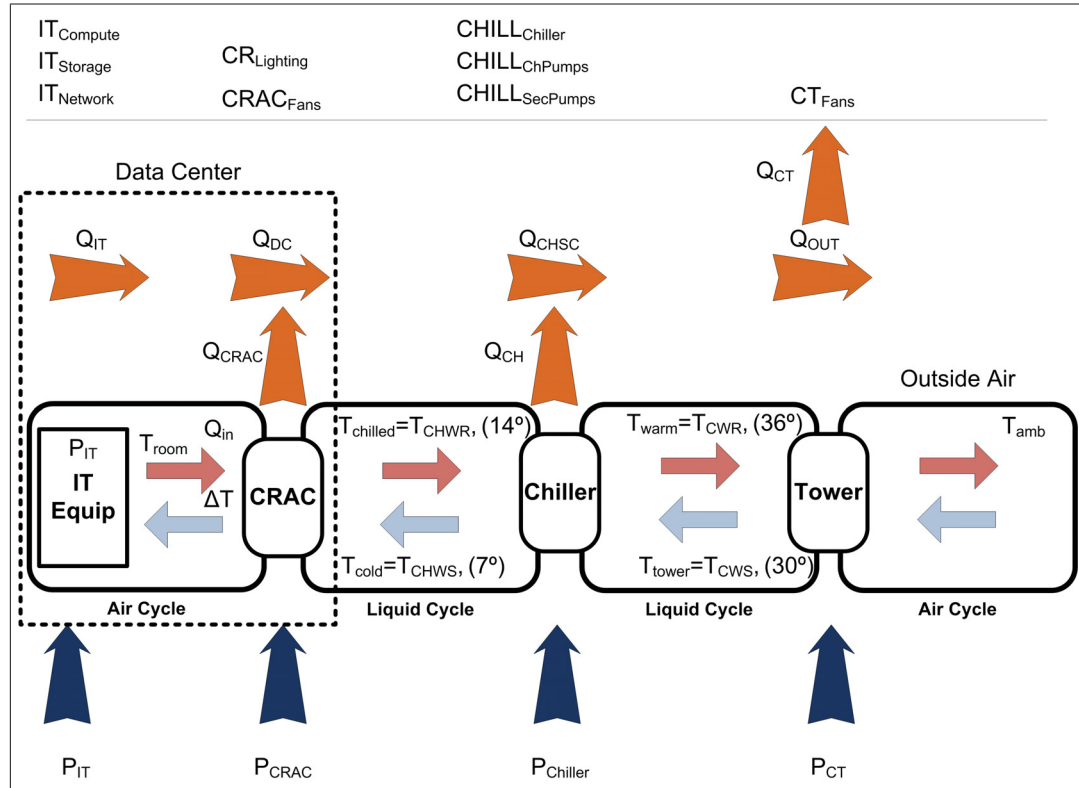 IT_Compute
IT_Storage
IT_Network
CR_Lighting
CRAC_Fans
CHILL_Chiller
CHILL_ChPumps
CHILL_SecPumps
CT_Fans
Data Center
Q_CT
Q_IT
Q_DC
Q_CHSC
Q_OUT
Q_CRAC
Q_CH
Outside Air
P_IT
IT
Equip
T_room
Q_in
ΔT
CRAC
T_chilled=T_CHWR, (14º)
T_cold=T_CHWS, (7º)
Chiller
T_warm=T_CWR, (36º)
T_tower=T_CWS, (30º)
Tower
T_amb
Air Cycle
Liquid Cycle
Liquid Cycle
Air Cycle
P_IT
P_CRAC
P_Chiller
P_CT